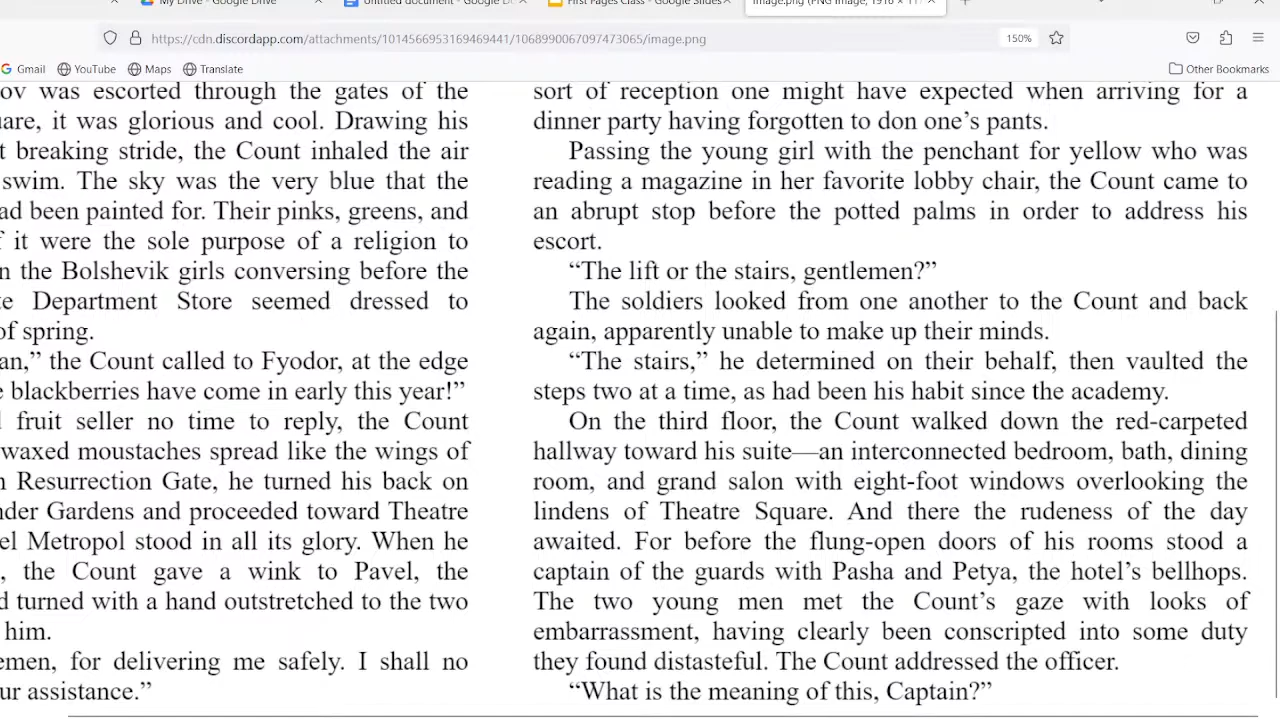 My Drive - Google Drive
Untitled document - Google D
First Pages Class - Google Slides
image.png (PNG Image, 1916 × 11
https://cdn.discordapp.com/attachments/1014566953169469441/1068990067097473065/image.png
150%
Gmail
YouTube
Maps
Translate
Other Bookmarks
ov was escorted through the gates of the
uare, it was glorious and cool. Drawing his
t breaking stride, the Count inhaled the air
swim. The sky was the very blue that the
ad been painted for. Their pinks, greens, and
f it were the sole purpose of a religion to
n the Bolshevik girls conversing before the
te Department Store seemed dressed to
of spring.
an,” the Count called to Fyodor, at the edge
e blackberries have come in early this year!”
d fruit seller no time to reply, the Count
waxed moustaches spread like the wings of
n Resurrection Gate, he turned his back on
nder Gardens and proceeded toward Theatre
el Metropol stood in all its glory. When he
, the Count gave a wink to Pavel, the
d turned with a hand outstretched to the two
him.
emen, for delivering me safely. I shall no
ur assistance.”
sort of reception one might have expected when arriving for a
dinner party having forgotten to don one’s pants.
Passing the young girl with the penchant for yellow who was
reading a magazine in her favorite lobby chair, the Count came to
an abrupt stop before the potted palms in order to address his
escort.
“The lift or the stairs, gentlemen?”
The soldiers looked from one another to the Count and back
again, apparently unable to make up their minds.
“The stairs,” he determined on their behalf, then vaulted the
steps two at a time, as had been his habit since the academy.
On the third floor, the Count walked down the red-carpeted
hallway toward his suite—an interconnected bedroom, bath, dining
room, and grand salon with eight-foot windows overlooking the
lindens of Theatre Square. And there the rudeness of the day
awaited. For before the flung-open doors of his rooms stood a
captain of the guards with Pasha and Petya, the hotel’s bellhops.
The two young men met the Count’s gaze with looks of
embarrassment, having clearly been conscripted into some duty
they found distasteful. The Count addressed the officer.
“What is the meaning of this, Captain?”